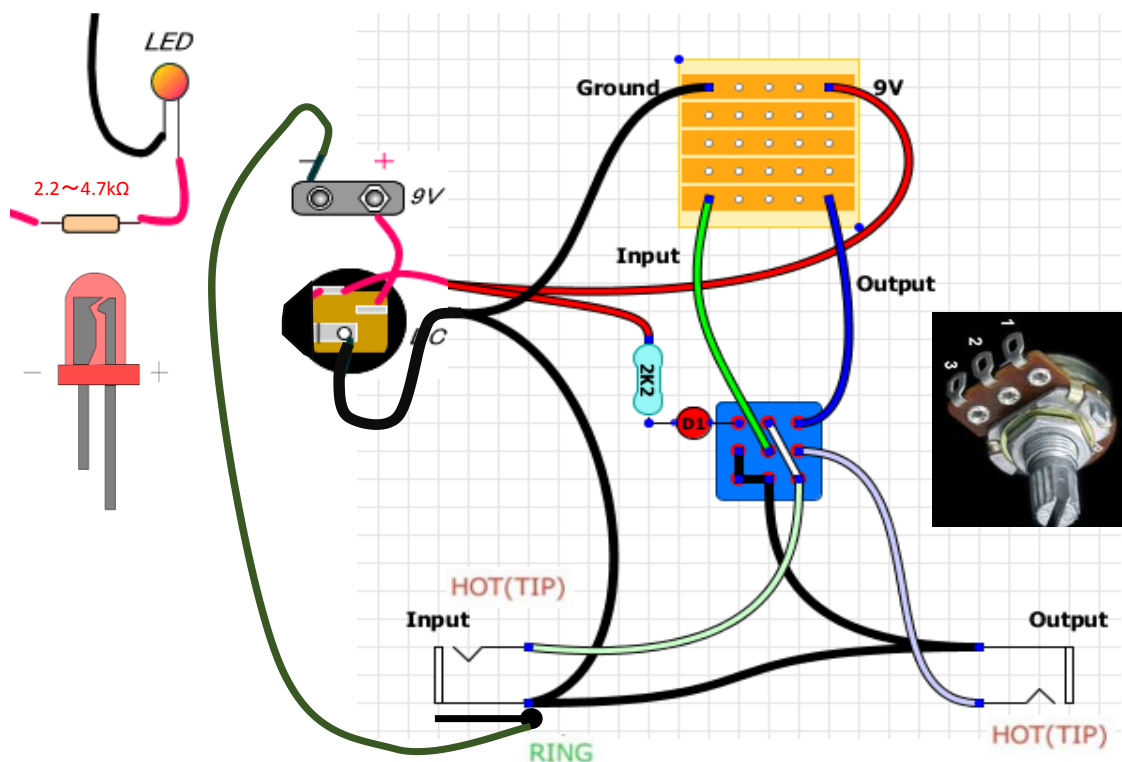 LED
2.2～4.7kΩ
− +
− +
9V
DC
Ground
9V
Input
Output
2K2
D1
1
2
3
HOT(TIP)
Input
Output
HOT(TIP)
RING